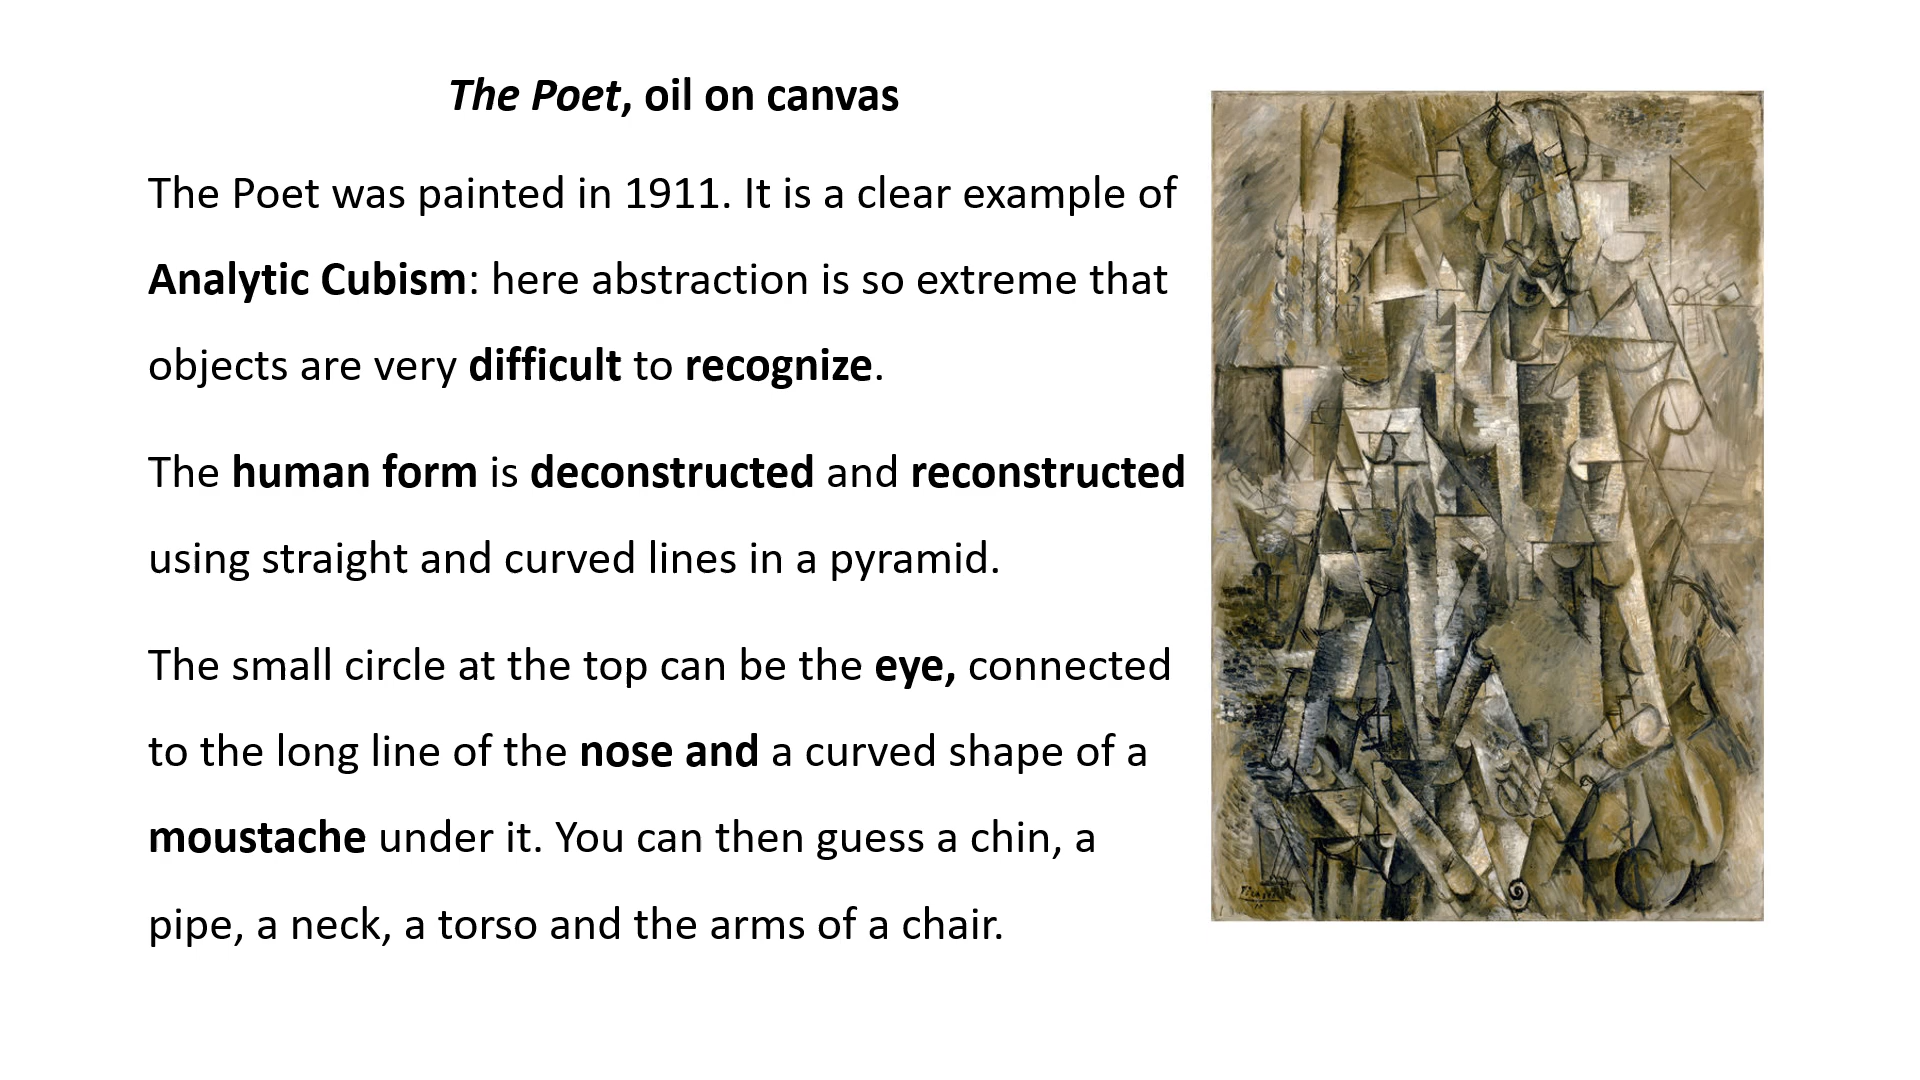 The Poet, oil on canvas
The Poet was painted in 1911. It is a clear example of
Analytic Cubism: here abstraction is so extreme that
objects are very difficult to recognize.
The human form is deconstructed and reconstructed
using straight and curved lines in a pyramid.
The small circle at the top can be the eye, connected
to the long line of the nose and a curved shape of a
moustache under it. You can then guess a chin, a
pipe, a neck, a torso and the arms of a chair.